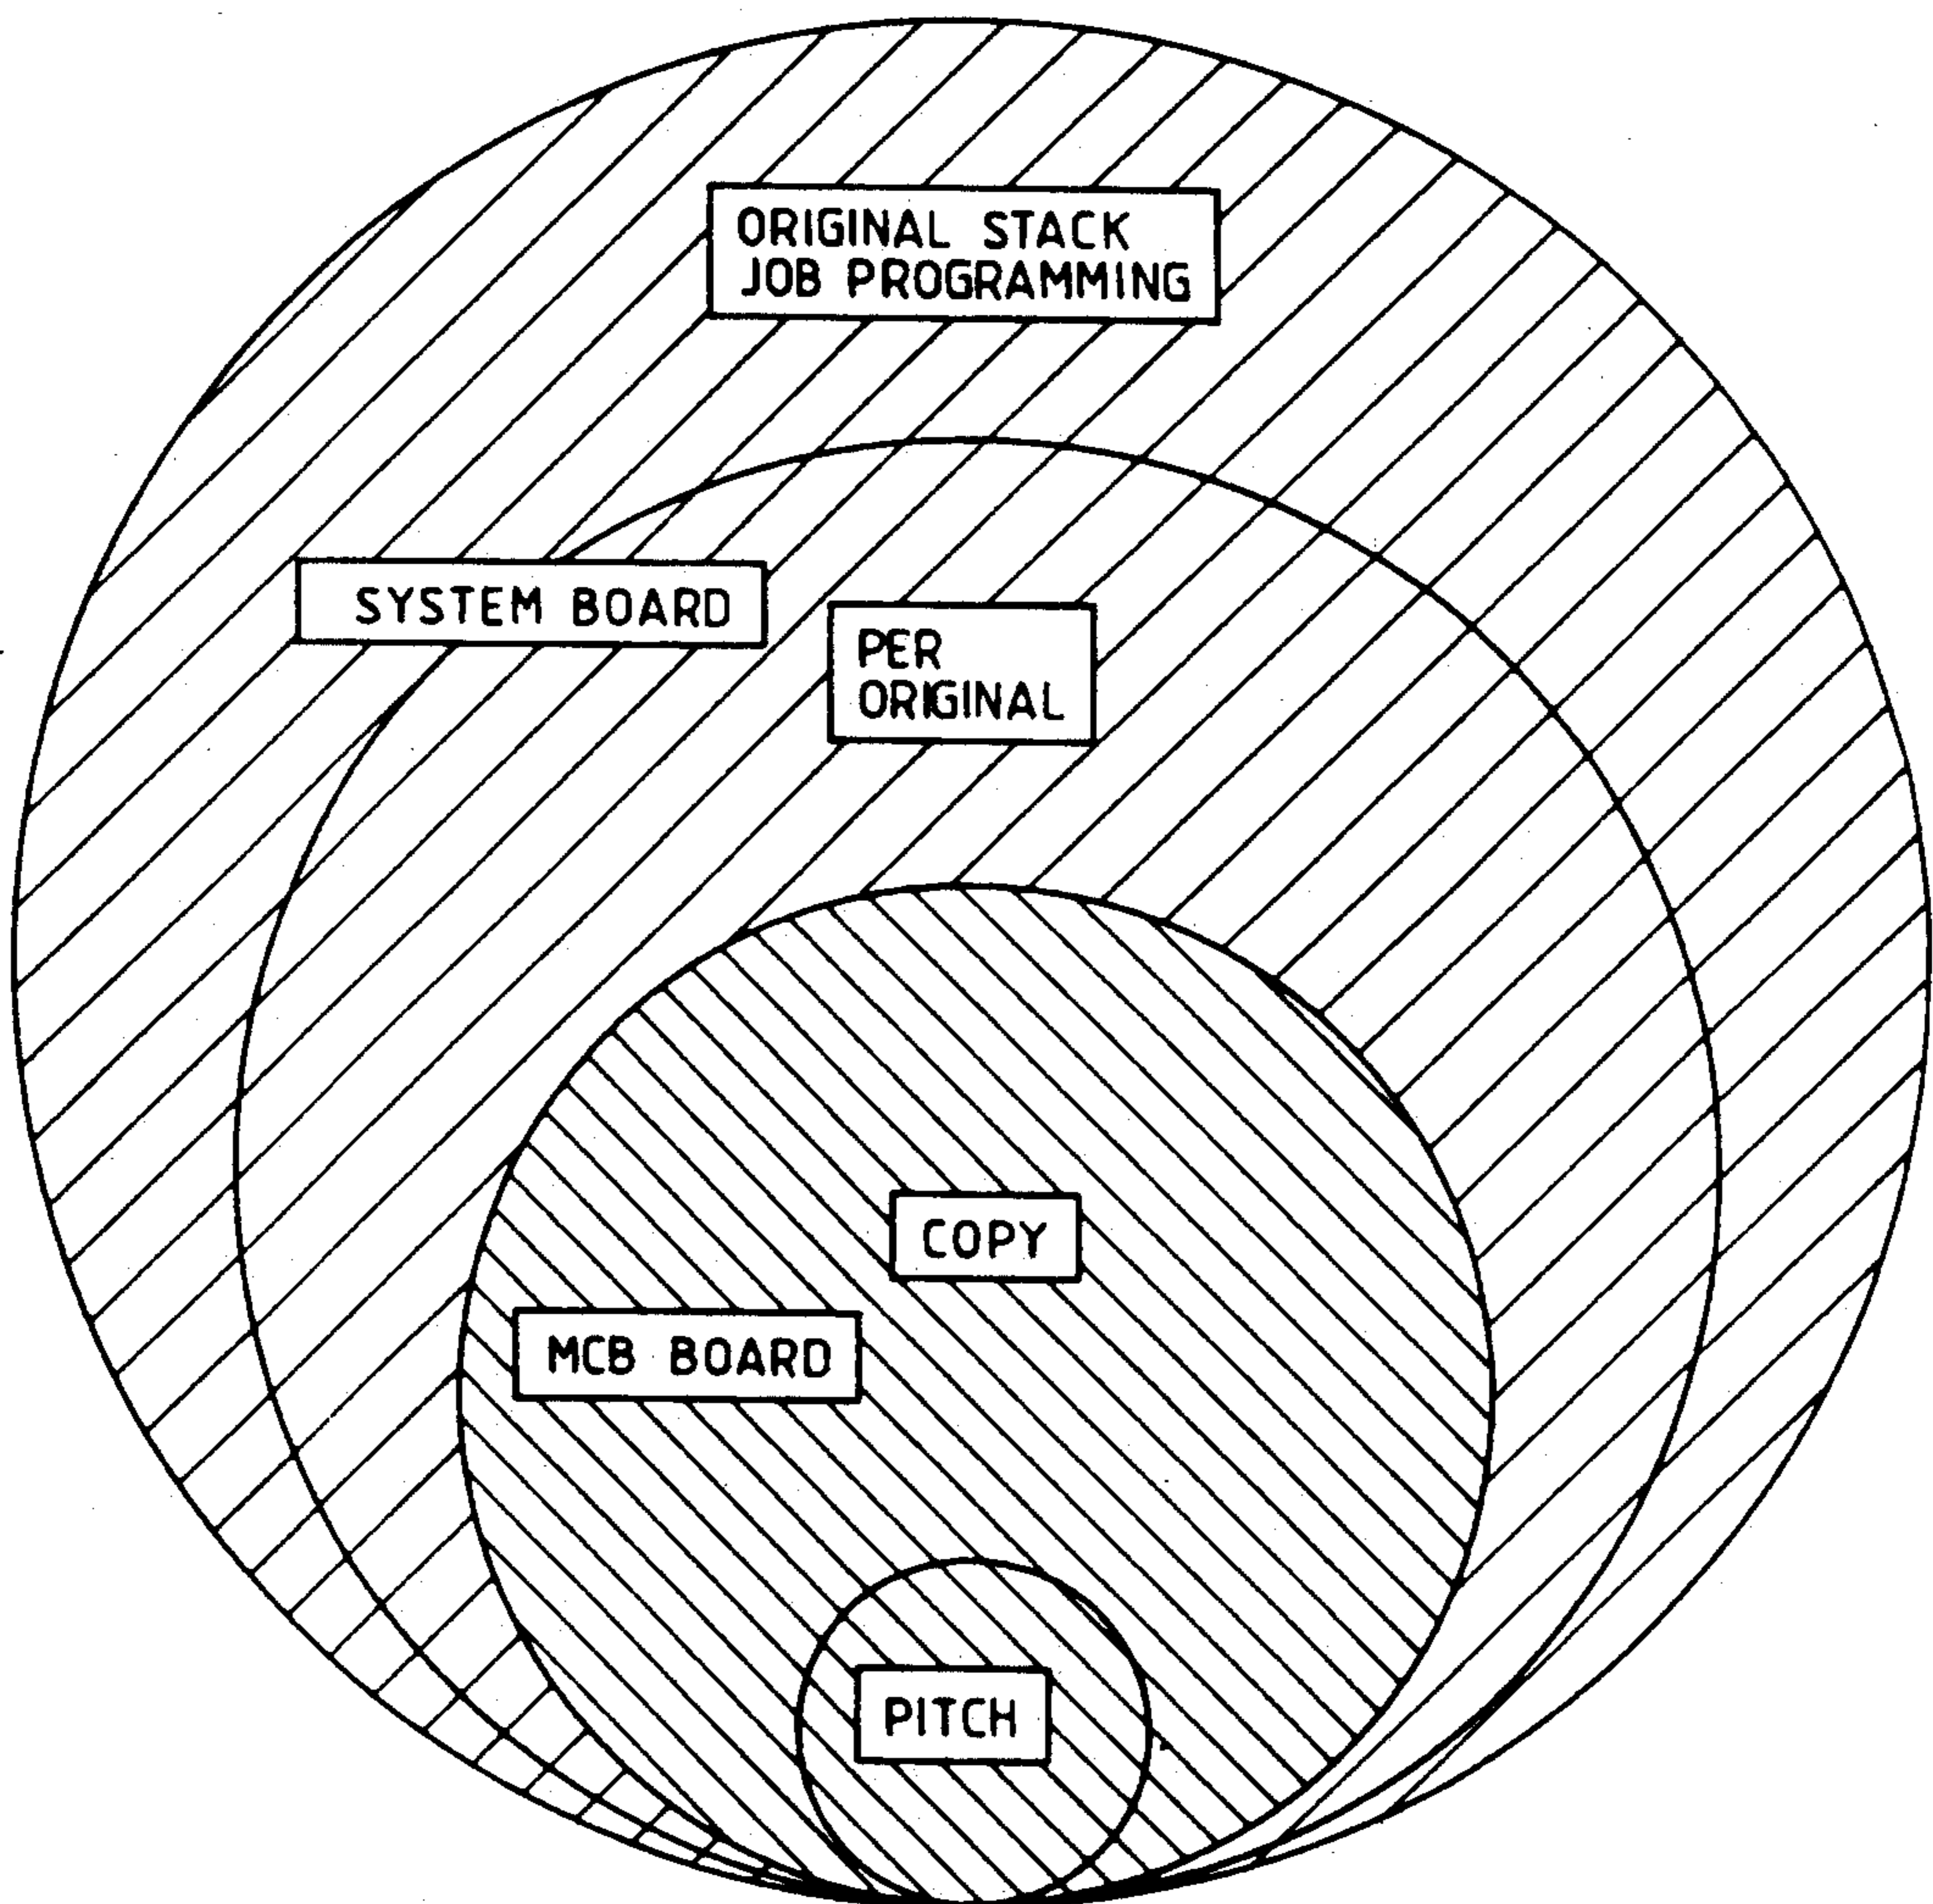 ORIGINAL STACK
JOB PROGRAMMING
SYSTEM BOARD
PER
ORIGINAL
COPY
MCB BOARD
PITCH